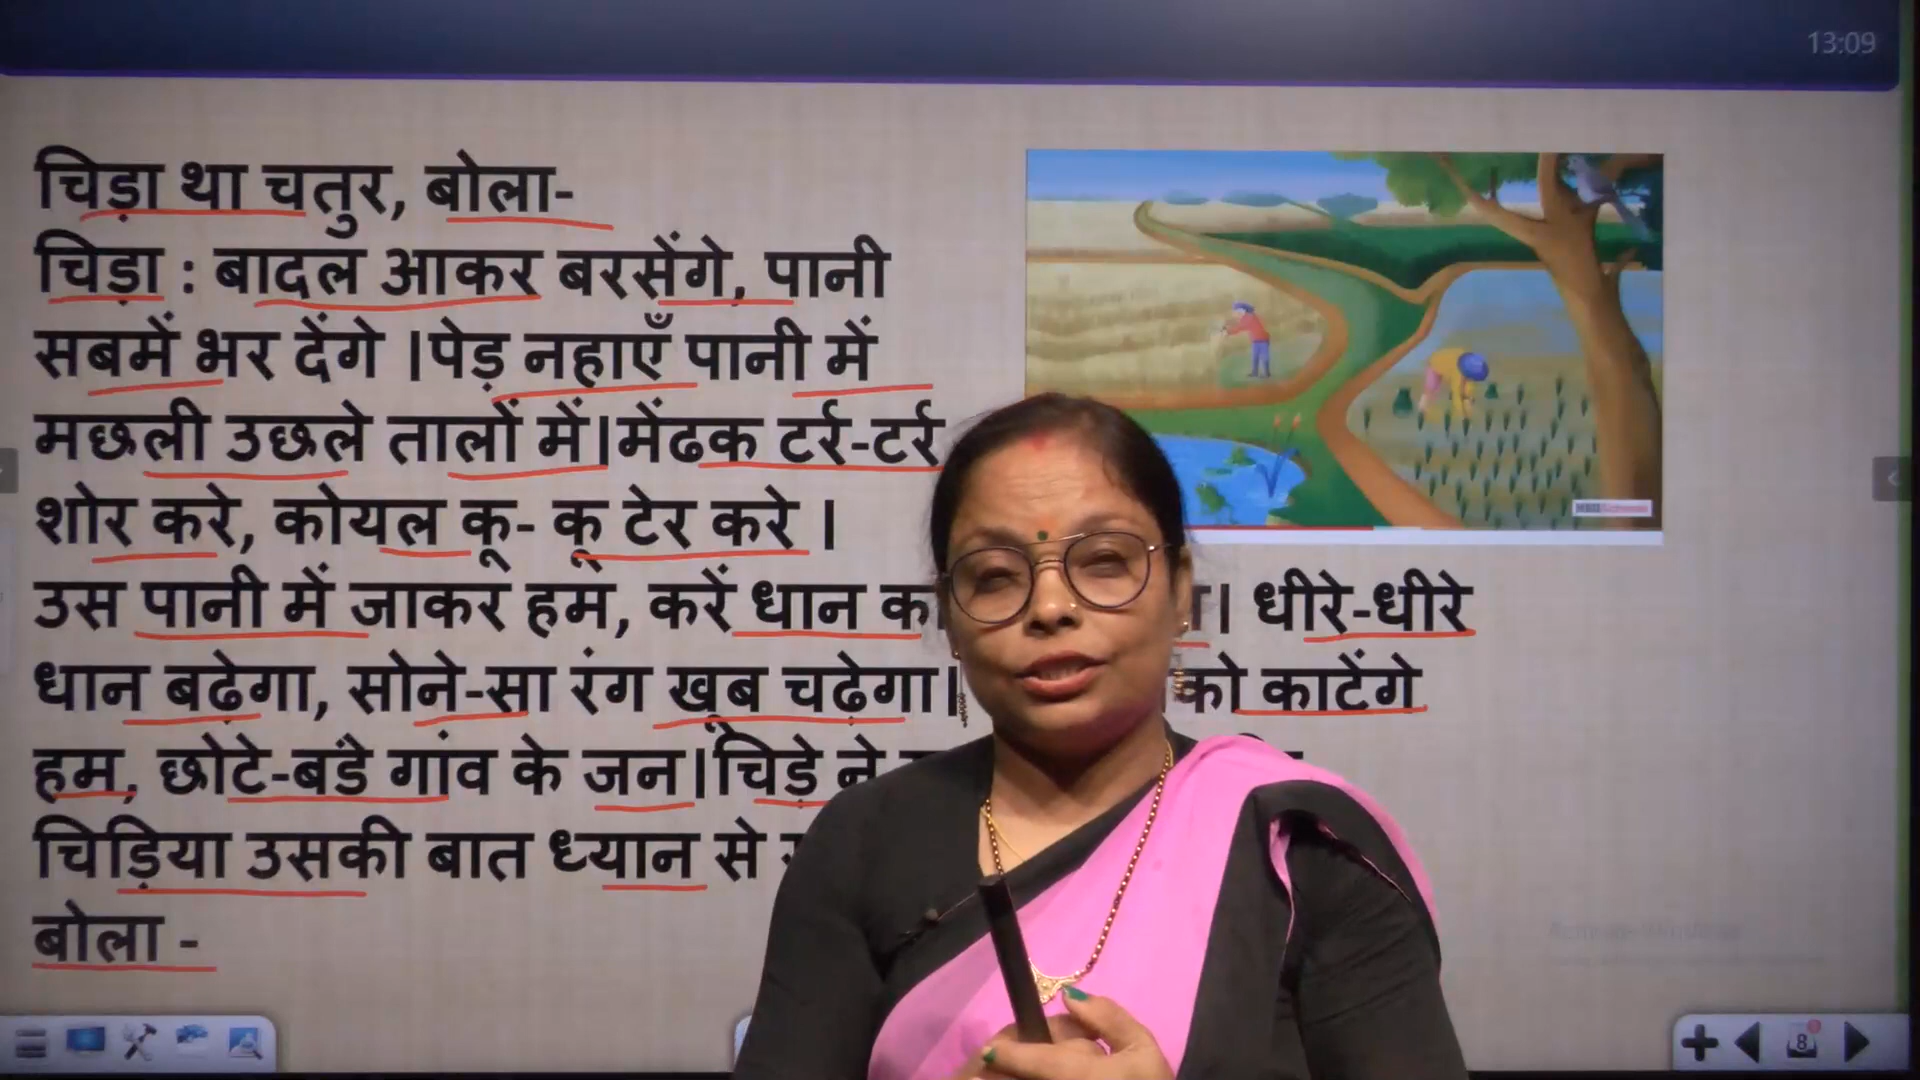 13:09
चिड़ा था चतुर, बोला-
चिड़ा : बादल आकर बरसेंगे, पानी
सबमें भर देंगे ।पेड़ नहाएँ पानी में
मछली उछले तालों में।मेंढक टर्र-टर्र
शोर करे, कोयल कू- कू टेर करे ।
उस पानी में जाकर हम, करें धान । धीरे-धीरे
धान बढ़ेगा, सोने-सा रंग खूब चढ़ेगा। को काटेंगे
हम, छोटे-बंडे गांव के जन।चिड़े ने
चिड़िया उसकी बात ध्यान से
बोला -
8